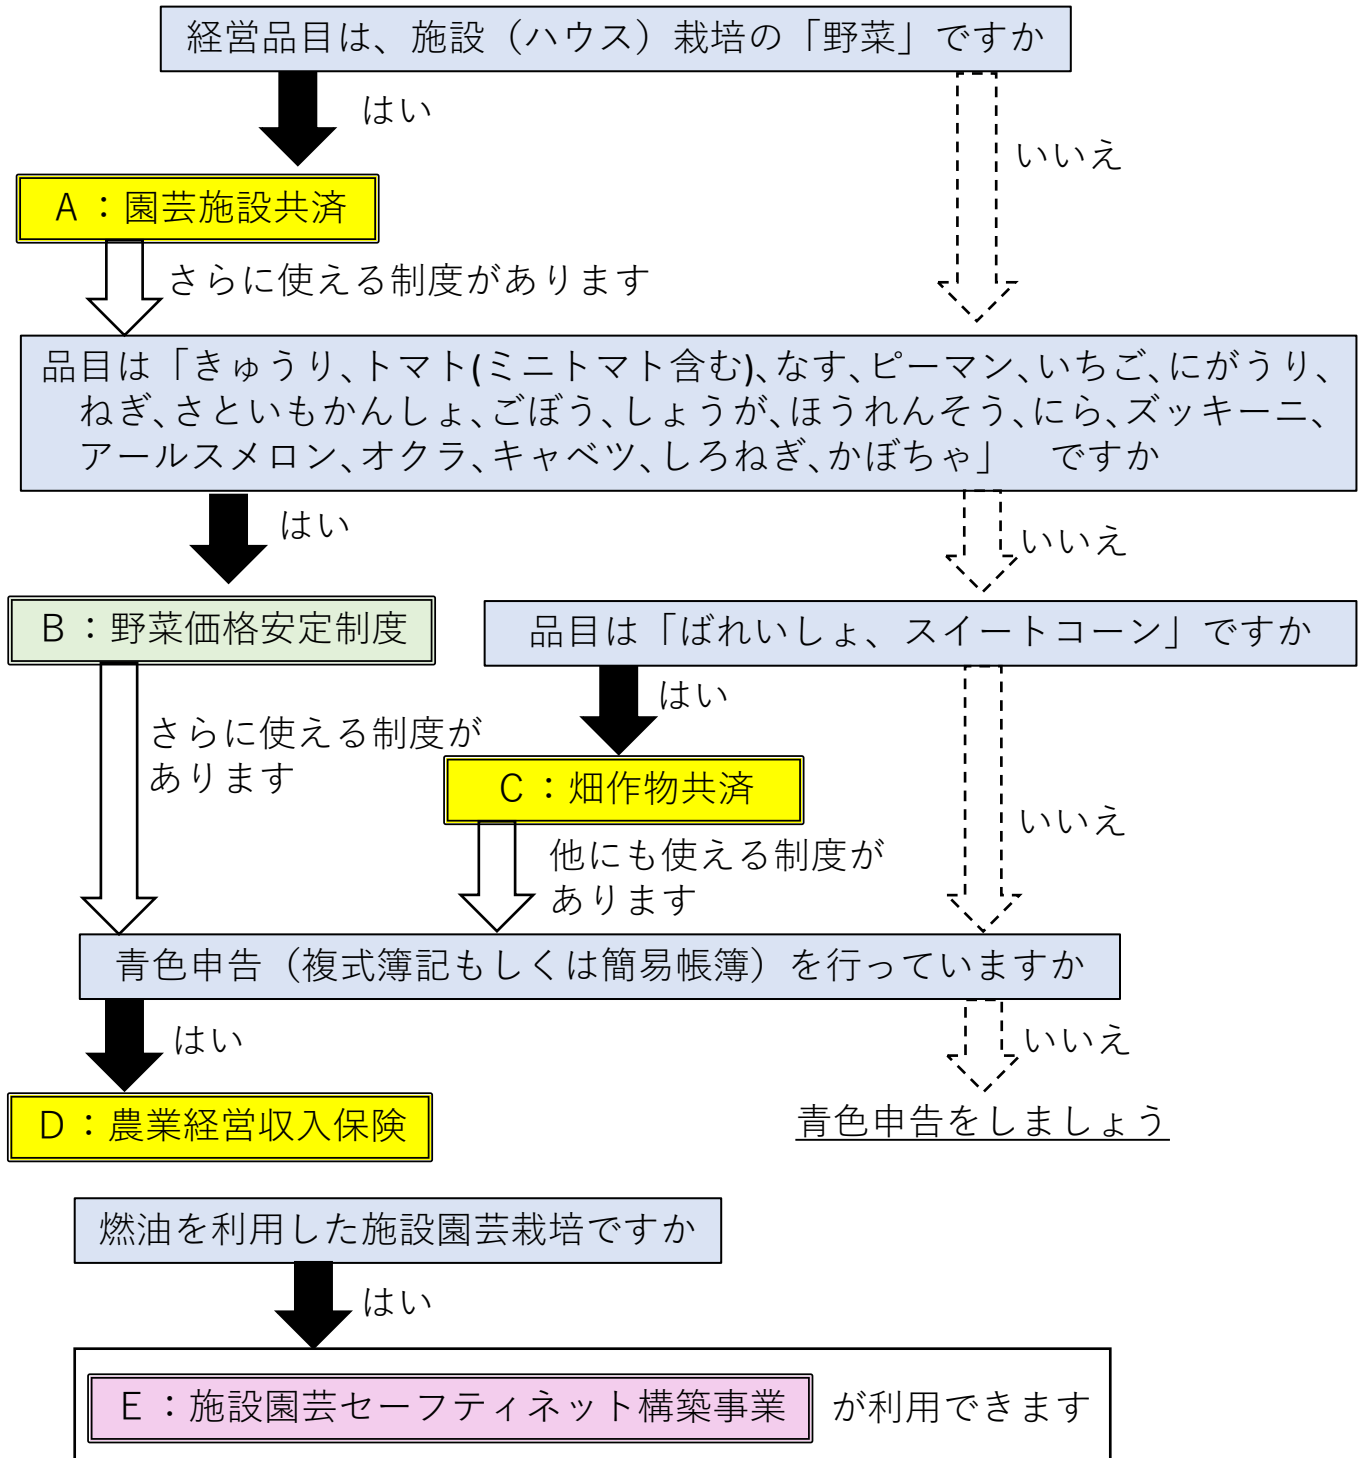 経営品目は、施設（ハウス）栽培の「野菜」ですか
はい
いいえ
A：園芸施設共済
さらに使える制度があります
品目は「きゅうり、トマト(ミニトマト含む)、なす、ピーマン、いちご、にがうり、
ねぎ、さといもかんしょ、ごぼう、しょうが、ほうれんそう、にら、ズッキーニ、
アールスメロン、オクラ、キャベツ、しろねぎ、かぼちゃ」　ですか
はい
いいえ
B：野菜価格安定制度
品目は「ばれいしょ、スイートコーン」ですか
はい
さらに使える制度が
あります
C：畑作物共済
いいえ
他にも使える制度が
あります
青色申告（複式簿記もしくは簡易帳簿）を行っていますか
はい
いいえ
D：農業経営収入保険
青色申告をしましょう
燃油を利用した施設園芸栽培ですか
はい
E：施設園芸セーフティネット構築事業 が利用できます